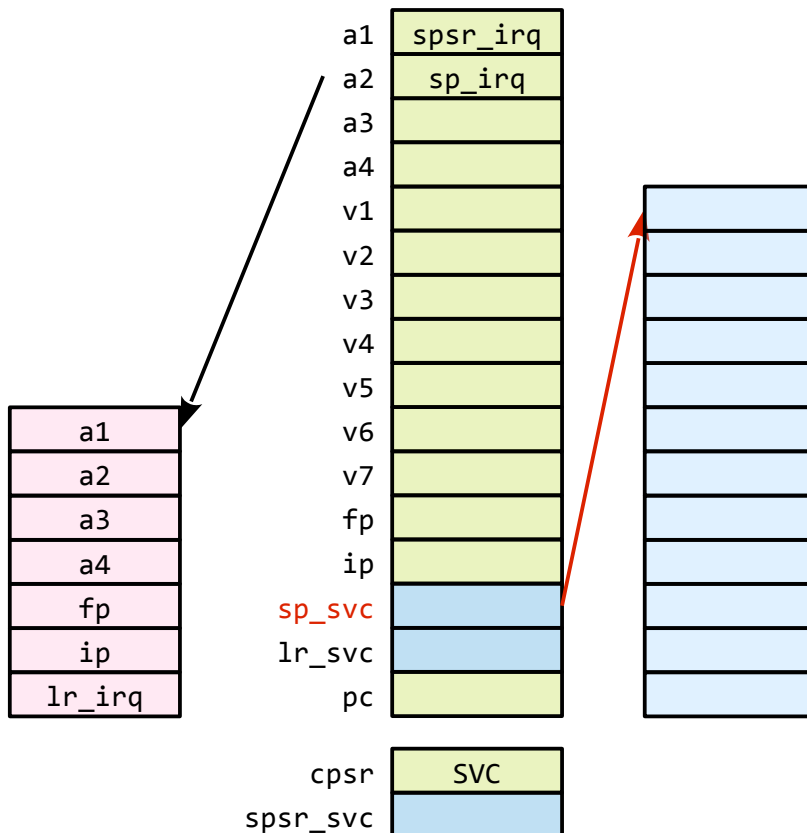 a1 spsr_irq
a2 sp_irq
a3
a4
v1
v2
v3
v4
v5
v6
v7
fp
ip
sp_svc
lr_svc
pc
cpsr SVC
spsr_svc
a1
a2
a3
a4
fp
ip
lr_irq